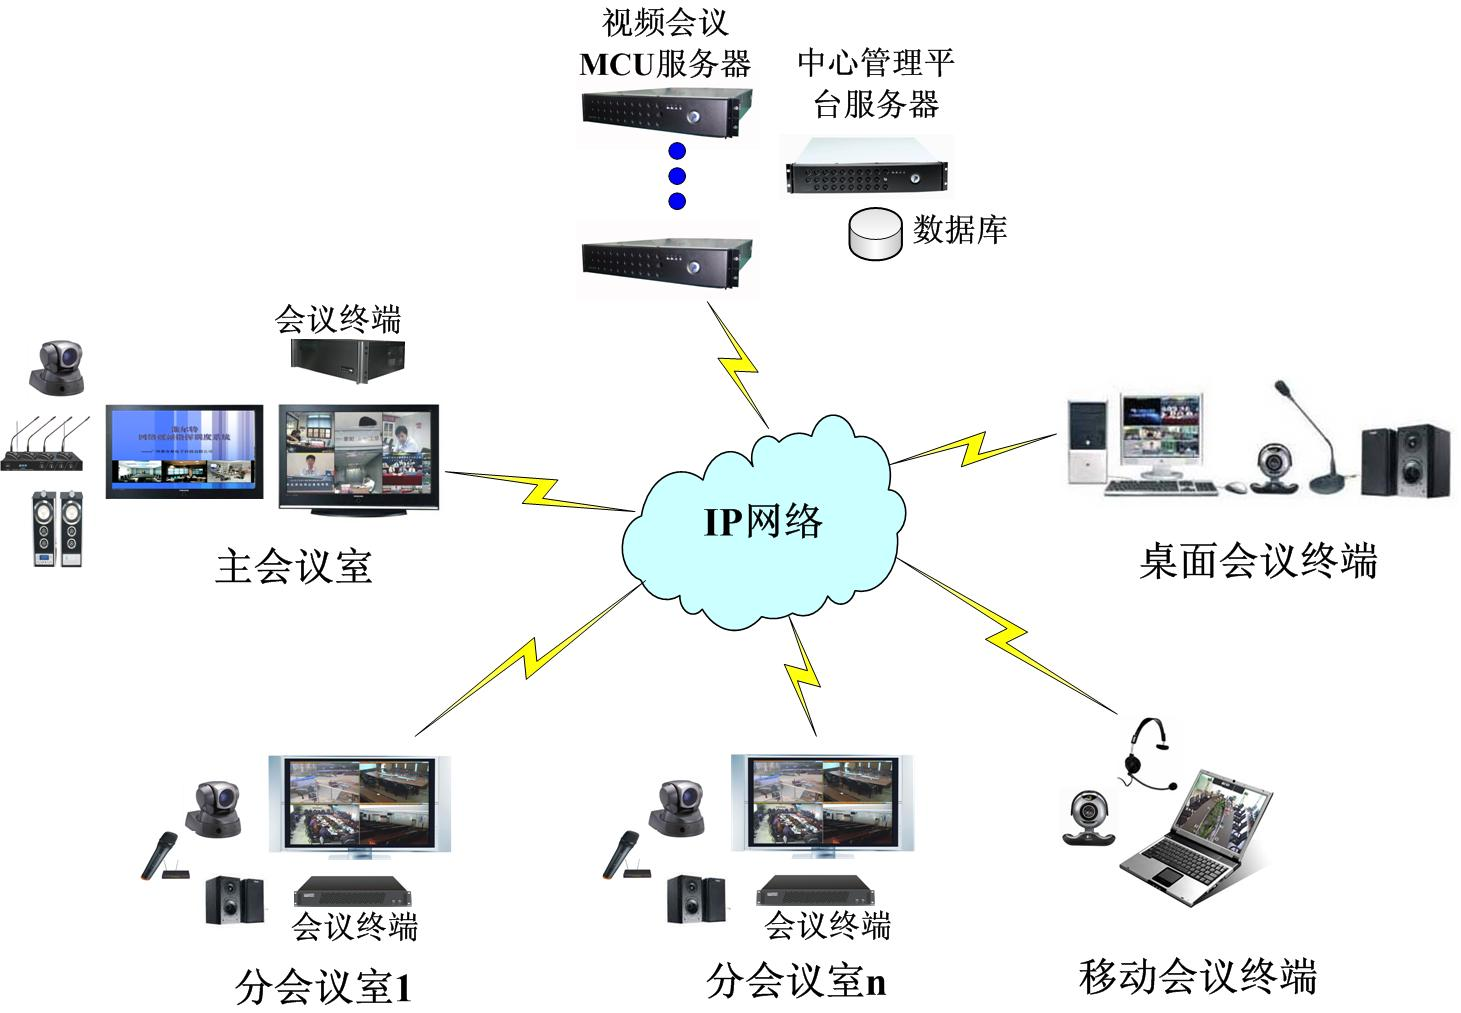 视频会议
MCU服务器
中心管理平
台服务器
数据库
会议终端
主会议室
IP网络
桌面会议终端
会议终端
分会议室1
会议终端
分会议室n
移动会议终端